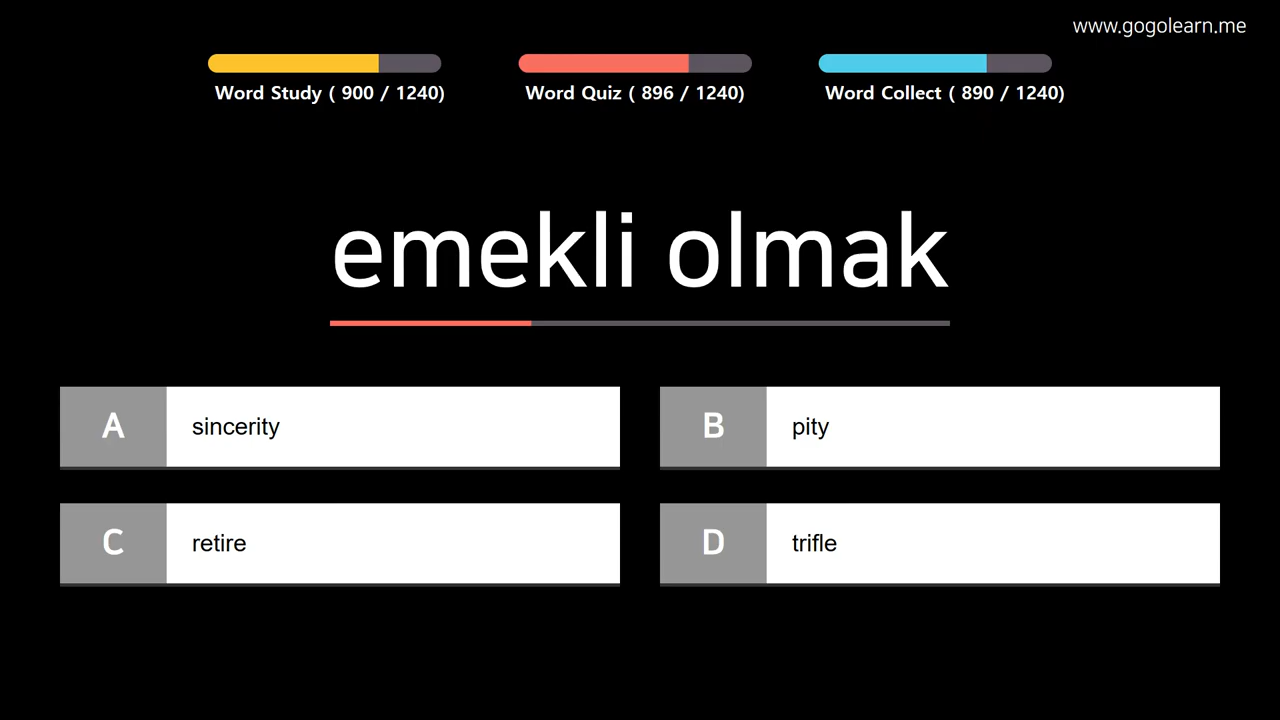 www.gogolearn.me
Word Study ( 900 / 1240)
Word Quiz ( 896 / 1240)
Word Collect ( 890 / 1240)
emekli olmak
A sincerity
B pity
C retire
D trifle